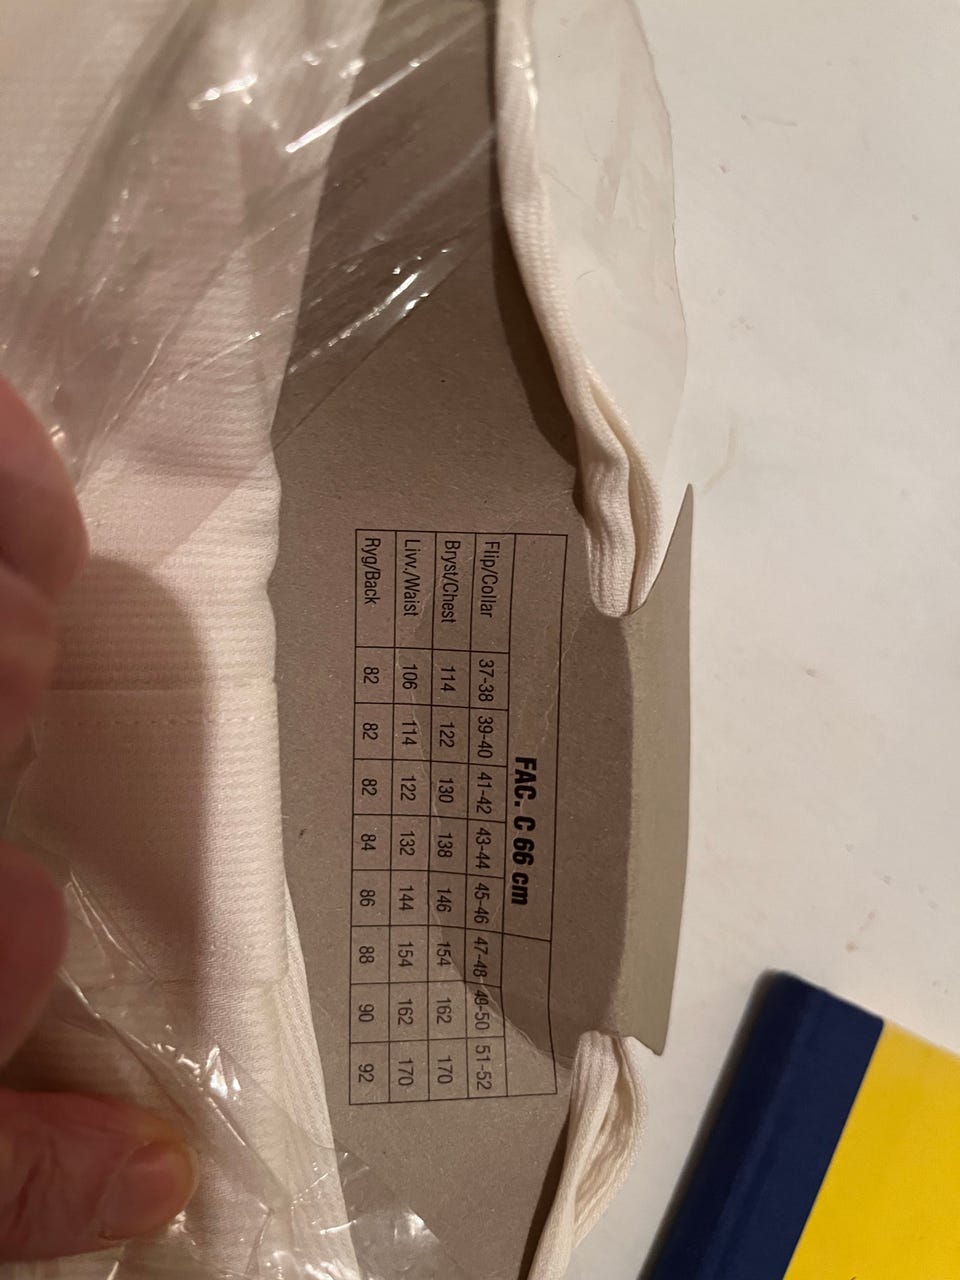 FAC. C 66 cm
Flip/Collar 37-38 39-40 41-42 43-44 45-46 47-48 49-50 51-52
Bryst/Chest 114 122 130 138 146 154 162 170
Livv./Waist 106 114 122 132 144 154 162 170
Ryg/Back 82 82 82 84 86 88 90 92